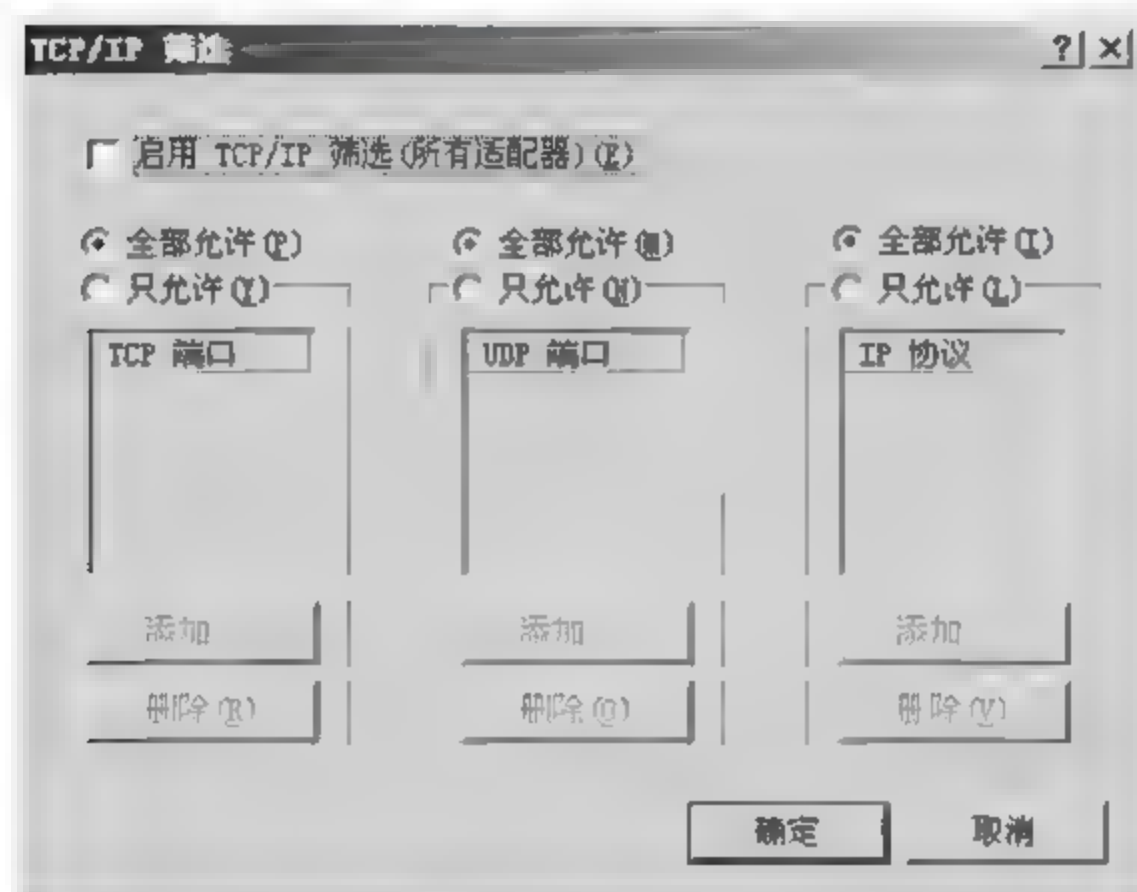 TCP/IP 筛选
启用 TCP/IP 筛选(所有适配器)(E)
全部允许(P) 全部允许(M) 全部允许(I)
只允许(Y) 只允许(N) 只允许(L)
TCP 端口 UDP 端口 IP 协议
添加 添加 添加
删除(R) 删除(O) 删除(V)
确定 取消